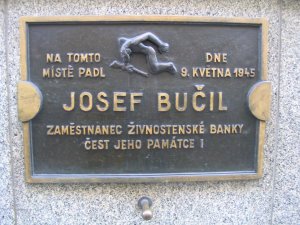 NA TOMTO DNE
MÍSTĚ PADL 9. KVĚTNA 1945
JOSEF BUČIL
ZAMĚSTNANEC ŽIVNOSTENSKÉ BANKY
ČEST JEHO PAMÁTCE !